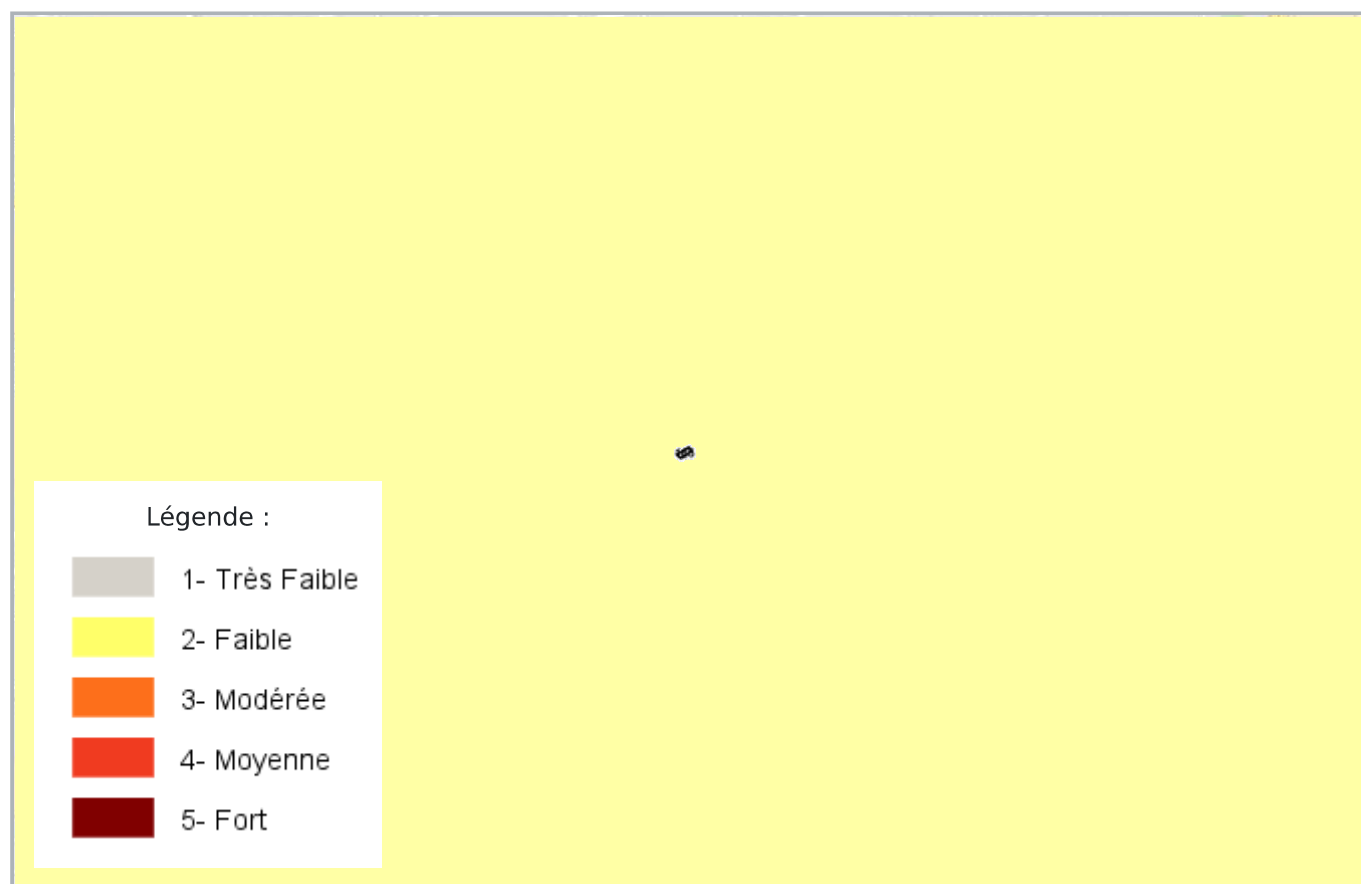 Légende :
1- Très Faible
2- Faible
3- Modérée
4- Moyenne
5- Fort